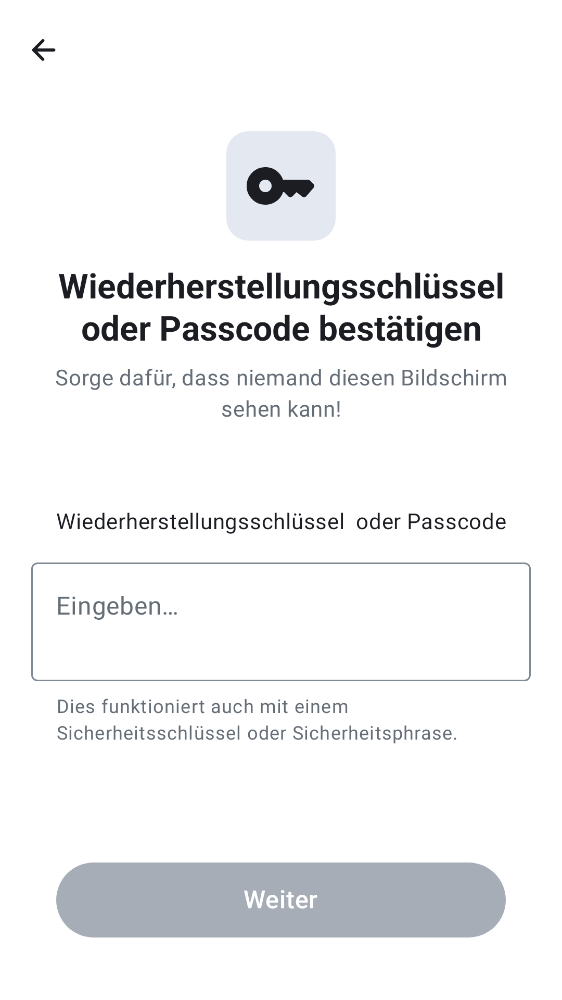 Wiederherstellungsschlüssel
oder Passcode bestätigen
Sorge dafür, dass niemand diesen Bildschirm
sehen kann!
Wiederherstellungsschlüssel  oder Passcode
Eingeben…
Dies funktioniert auch mit einem
Sicherheitsschlüssel oder Sicherheitsphrase.
Weiter